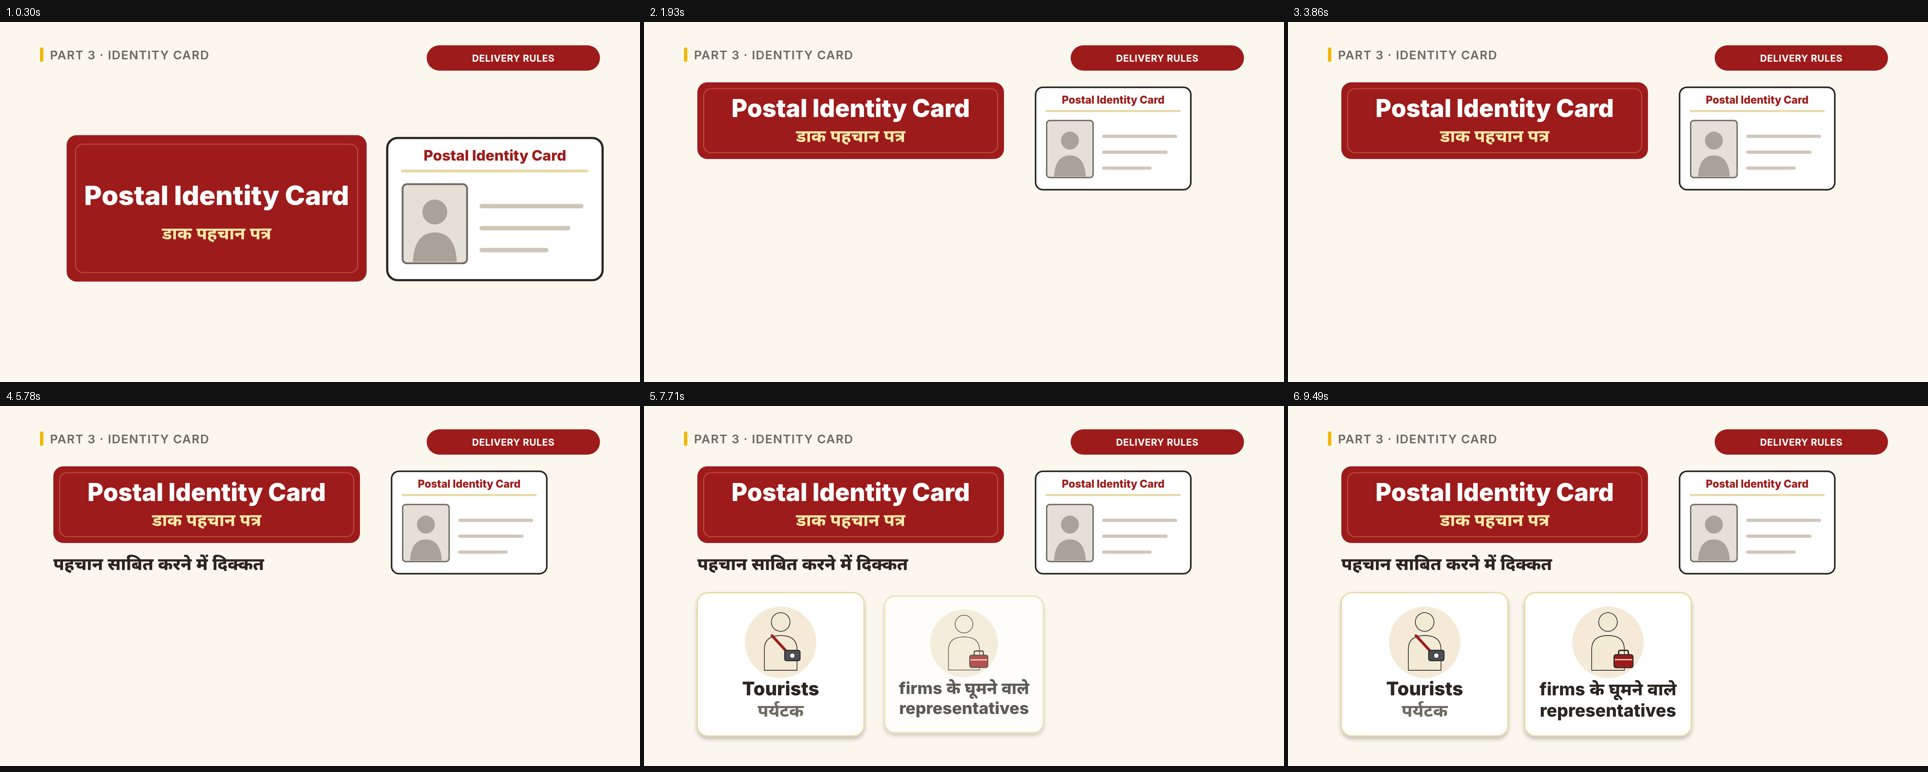 1. 0.30s
PART 3 · IDENTITY CARD
DELIVERY RULES
Postal Identity Card
डाक पहचान पत्र
Postal Identity Card
2. 1.93s
PART 3 · IDENTITY CARD
DELIVERY RULES
Postal Identity Card
डाक पहचान पत्र
Postal Identity Card
3. 3.86s
PART 3 · IDENTITY CARD
DELIVERY RULES
Postal Identity Card
डाक पहचान पत्र
Postal Identity Card
4. 5.78s
PART 3 · IDENTITY CARD
DELIVERY RULES
Postal Identity Card
डाक पहचान पत्र
Postal Identity Card
पहचान साबित करने में दिक्कत
5. 7.71s
PART 3 · IDENTITY CARD
DELIVERY RULES
Postal Identity Card
डाक पहचान पत्र
Postal Identity Card
पहचान साबित करने में दिक्कत
Tourists
पर्यटक
firms के घूमने वाले
representatives
6. 9.49s
PART 3 · IDENTITY CARD
DELIVERY RULES
Postal Identity Card
डाक पहचान पत्र
Postal Identity Card
पहचान साबित करने में दिक्कत
Tourists
पर्यटक
firms के घूमने वाले
representatives